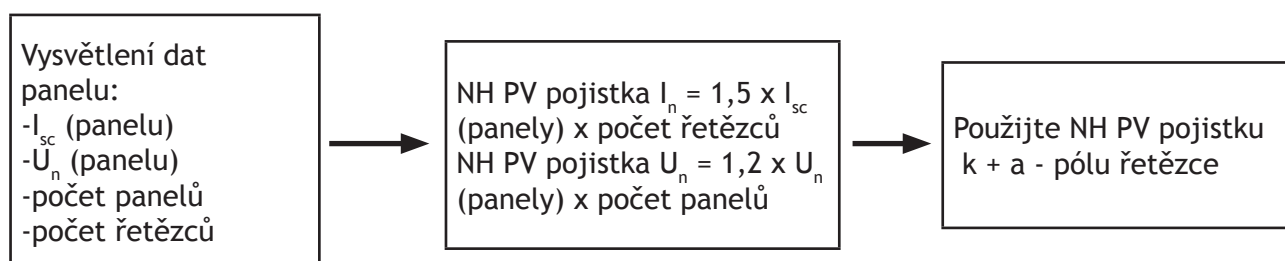 Vysvětlení dat
panelu:
-Isc (panelu)
-Un (panelu)
-počet panelů
-počet řetězců
NH PV pojistka In = 1,5 x Isc
(panely) x počet řetězců
NH PV pojistka Un = 1,2 x Un
(panely) x počet panelů
Použijte NH PV pojistku
k + a - pólu řetězce